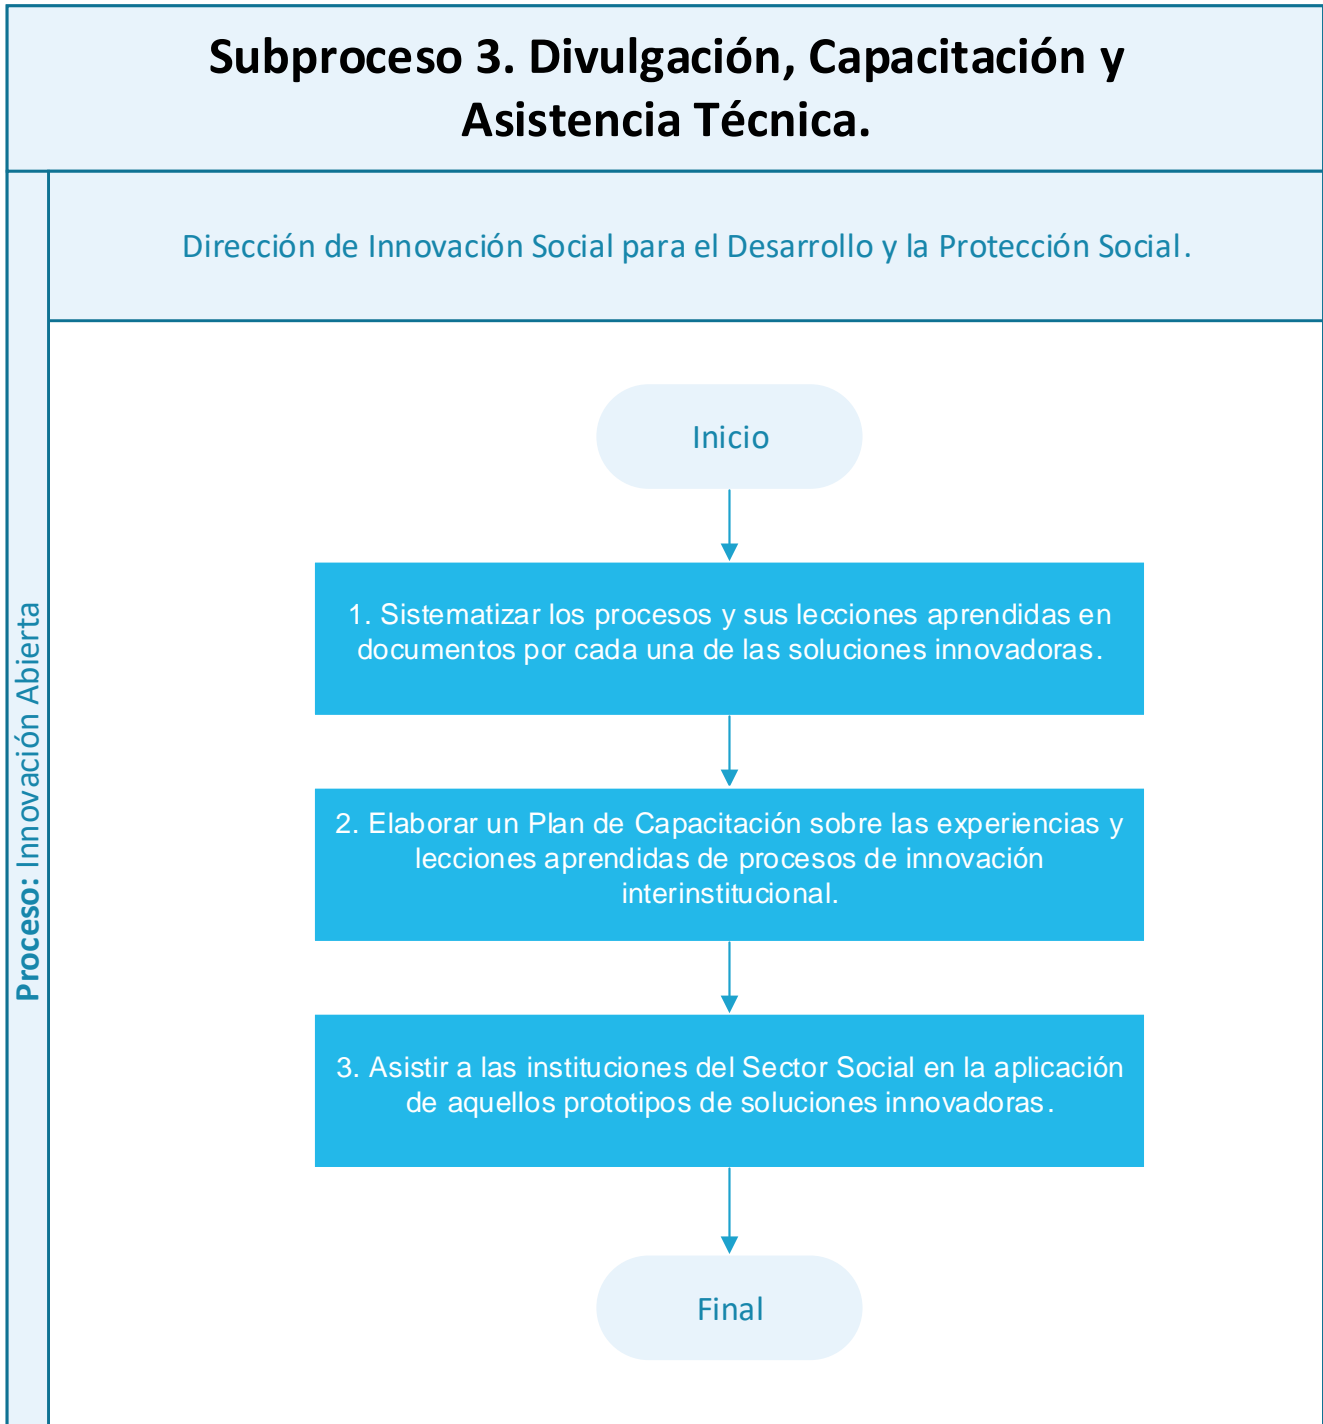 Subproceso 3. Divulgación, Capacitación y
Asistencia Técnica.
Dirección de Innovación Social para el Desarrollo y la Protección Social.
Proceso: Innovación Abierta
Inicio
1. Sistematizar los procesos y sus lecciones aprendidas en
documentos por cada una de las soluciones innovadoras.
2. Elaborar un Plan de Capacitación sobre las experiencias y
lecciones aprendidas de procesos de innovación
interinstitucional.
3. Asistir a las instituciones del Sector Social en la aplicación
de aquellos prototipos de soluciones innovadoras.
Final